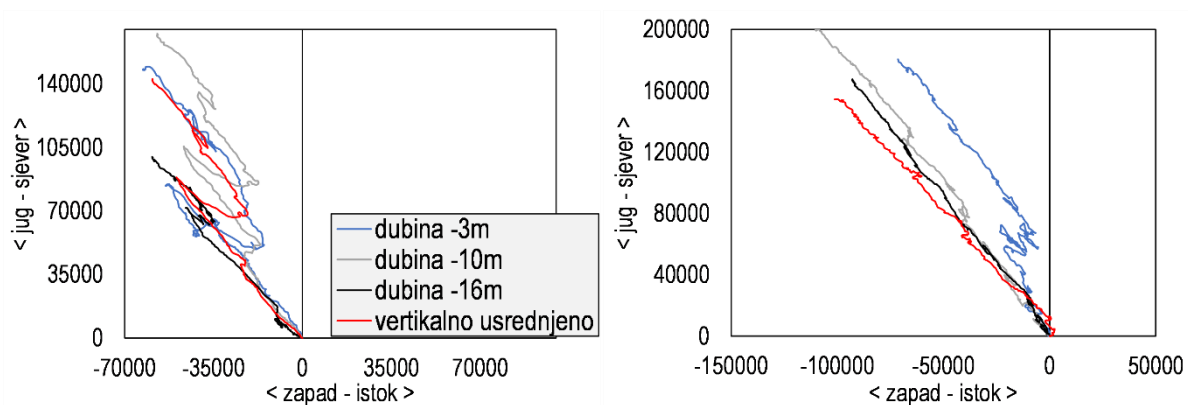 140000
105000
70000
35000
0
< jug - sjever >
-70000 -35000 0 35000 70000
< zapad - istok >
dubina -3m
dubina -10m
dubina -16m
vertikalno usrednjeno
200000
160000
120000
80000
40000
0
< jug - sjever >
-150000 -100000 -50000 0 50000
< zapad - istok >